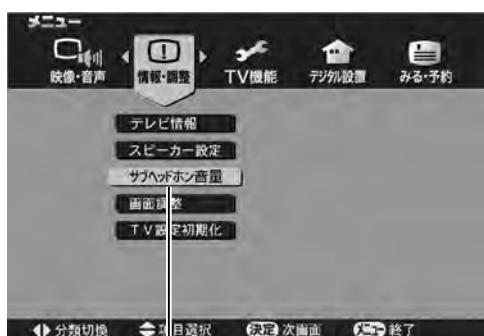 メニュー
映像・音声 情報・調整 TV機能 デジタル設置 みる・予約
テレビ情報
スピーカー設定
サブヘッドホン音量
画面調整
TV設定初期化
分類切換 項目選択 決定 次画面 メニュー 終了